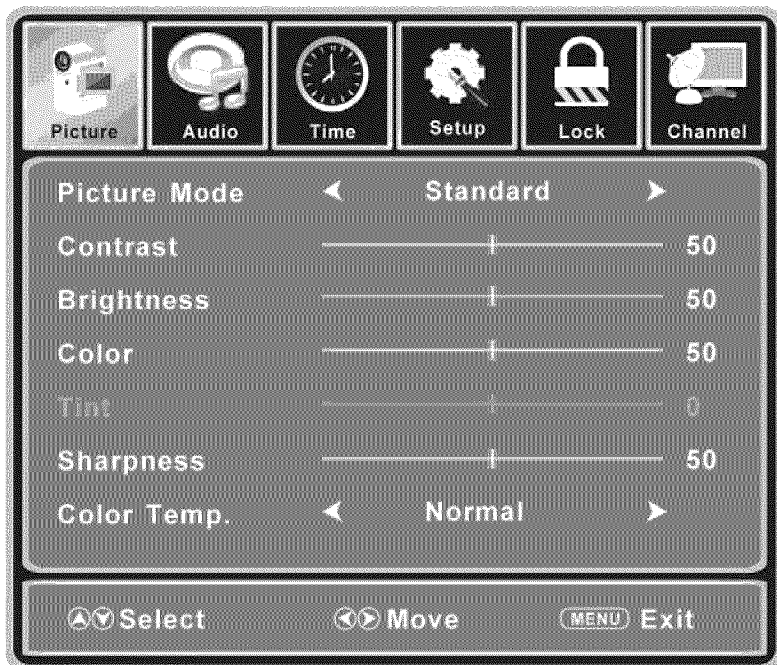 Picture Audio Time Setup Lock Channel
Picture Mode Standard
Contrast 50
Brightness 50
Color 50
Tint 0
Sharpness 50
Color Temp. Normal
Select Move MENU Exit